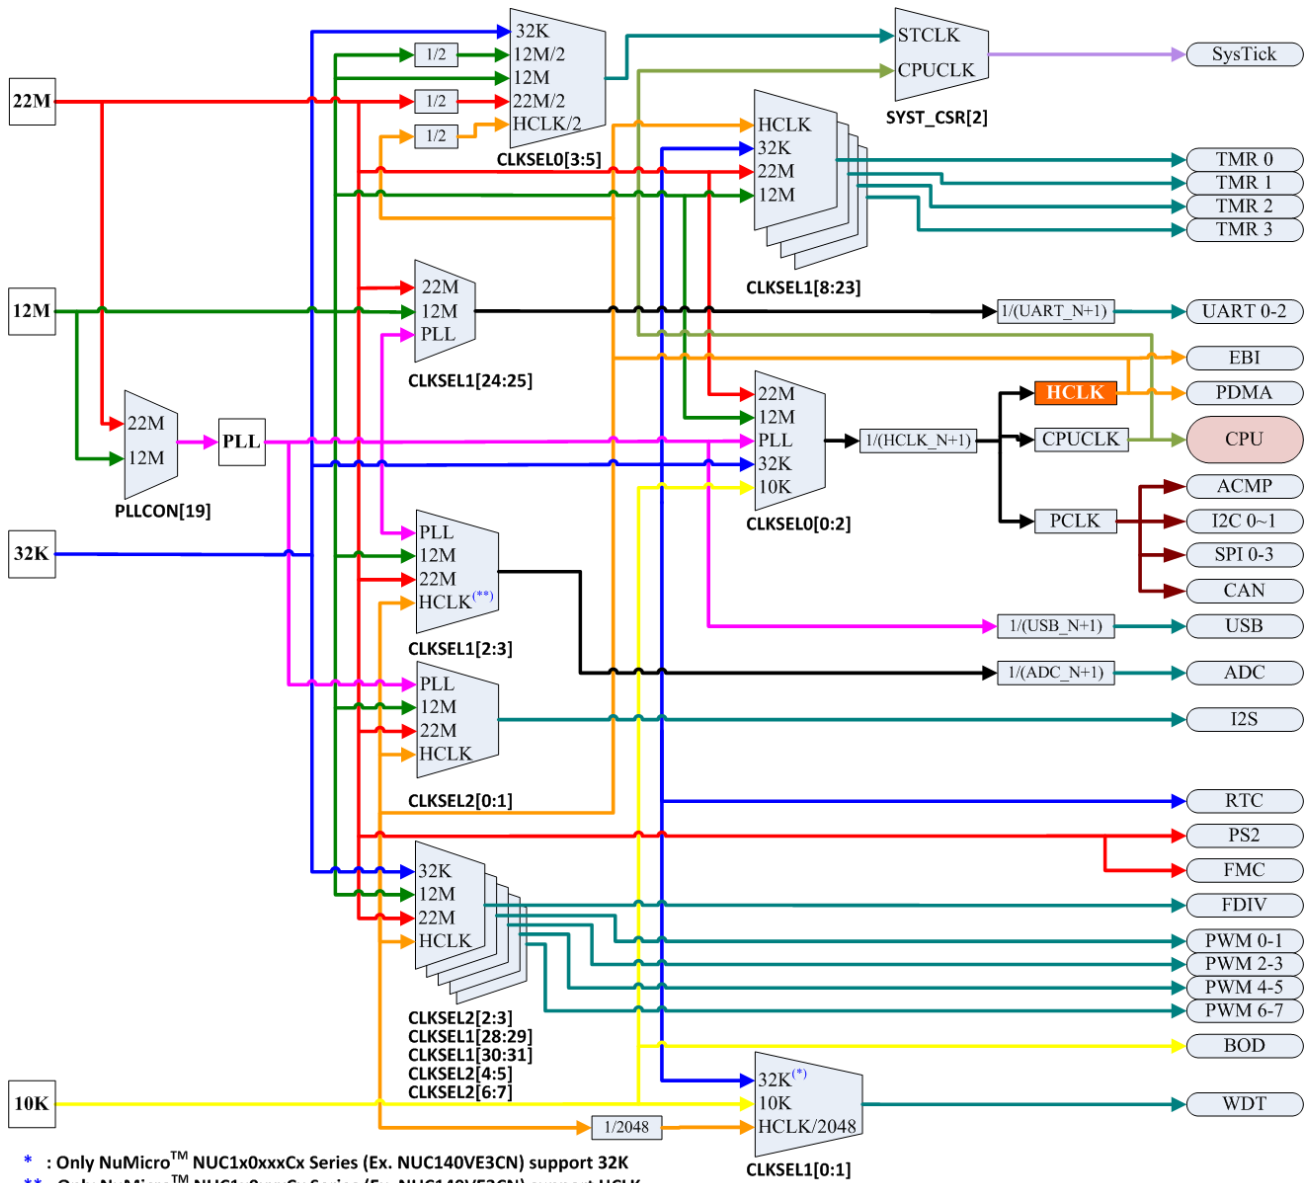 22M
12M
32K
10K
22M
12M
PLLCON[19]
PLL
32K
12M/2
12M
22M/2
HCLK/2
1/2
1/2
1/2
CLKSEL0[3:5]
STCLK
CPUCLK
SYST_CSR[2]
HCLK
32K
22M
12M
CLKSEL1[8:23]
22M
12M
PLL
CLKSEL1[24:25]
22M
12M
PLL
32K
10K
CLKSEL0[0:2]
1/(UART_N+1)
1/(HCLK_N+1)
HCLK
CPUCLK
PCLK
PLL
12M
22M
HCLK(**)
CLKSEL1[2:3]
1/(USB_N+1)
1/(ADC_N+1)
PLL
12M
22M
HCLK
CLKSEL2[0:1]
32K
12M
22M
HCLK
CLKSEL2[2:3]
CLKSEL1[28:29]
CLKSEL1[30:31]
CLKSEL2[4:5]
CLKSEL2[6:7]
1/2048
32K(*)
10K
HCLK/2048
CLKSEL1[0:1]
SysTick
TMR 0
TMR 1
TMR 2
TMR 3
UART 0-2
EBI
PDMA
CPU
ACMP
I2C 0~1
SPI 0-3
CAN
USB
ADC
I2S
RTC
PS2
FMC
FDIV
PWM 0-1
PWM 2-3
PWM 4-5
PWM 6-7
BOD
WDT
* : Only NuMicro™ NUC1x0xxxCx Series (Ex. NUC140VE3CN) support 32K
** : Only NuMicro™ NUC1x0xxxCx Series (Ex. NUC140VE3CN) support HCLK